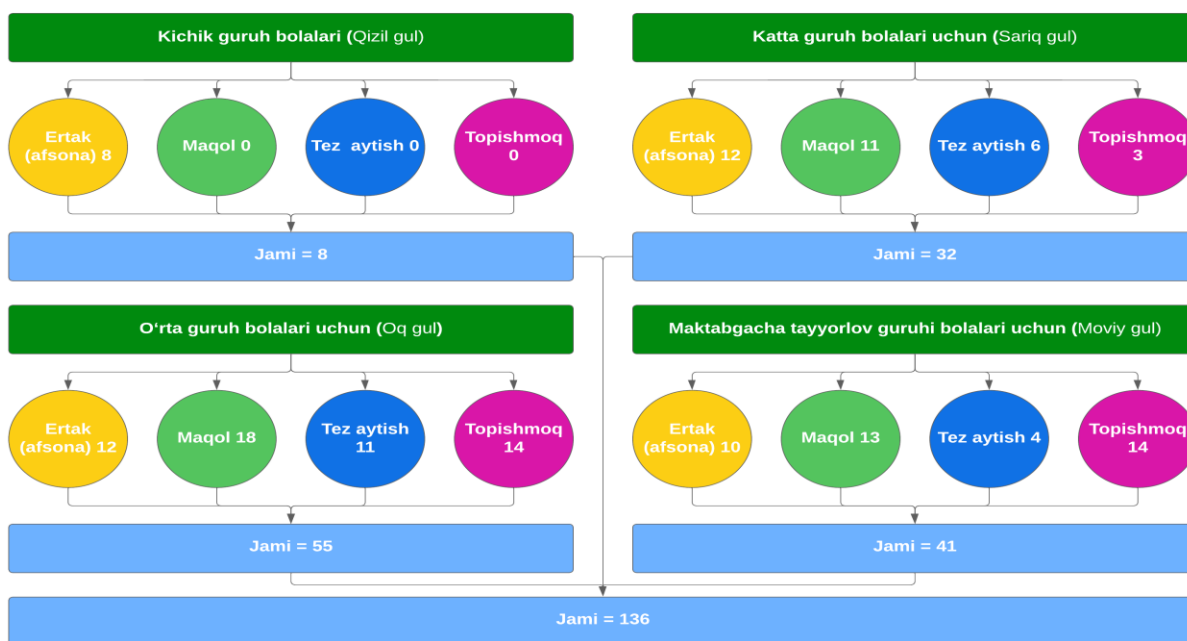 Kichik guruh bolalari (Qizil gul)
Ertak
(afsona) 8
Maqol 0
Tez aytish 0
Topishmoq
0
Jami = 8
Katta guruh bolalari uchun (Sariq gul)
Ertak
(afsona) 12
Maqol 11
Tez aytish 6
Topishmoq
3
Jami = 32
O‘rta guruh bolalari uchun (Oq gul)
Ertak
(afsona) 12
Maqol 18
Tez aytish
11
Topishmoq
14
Jami = 55
Maktabgacha tayyorlov guruhi bolalari uchun (Moviy gul)
Ertak
(afsona) 10
Maqol 13
Tez aytish 4
Topishmoq
14
Jami = 41
Jami = 136